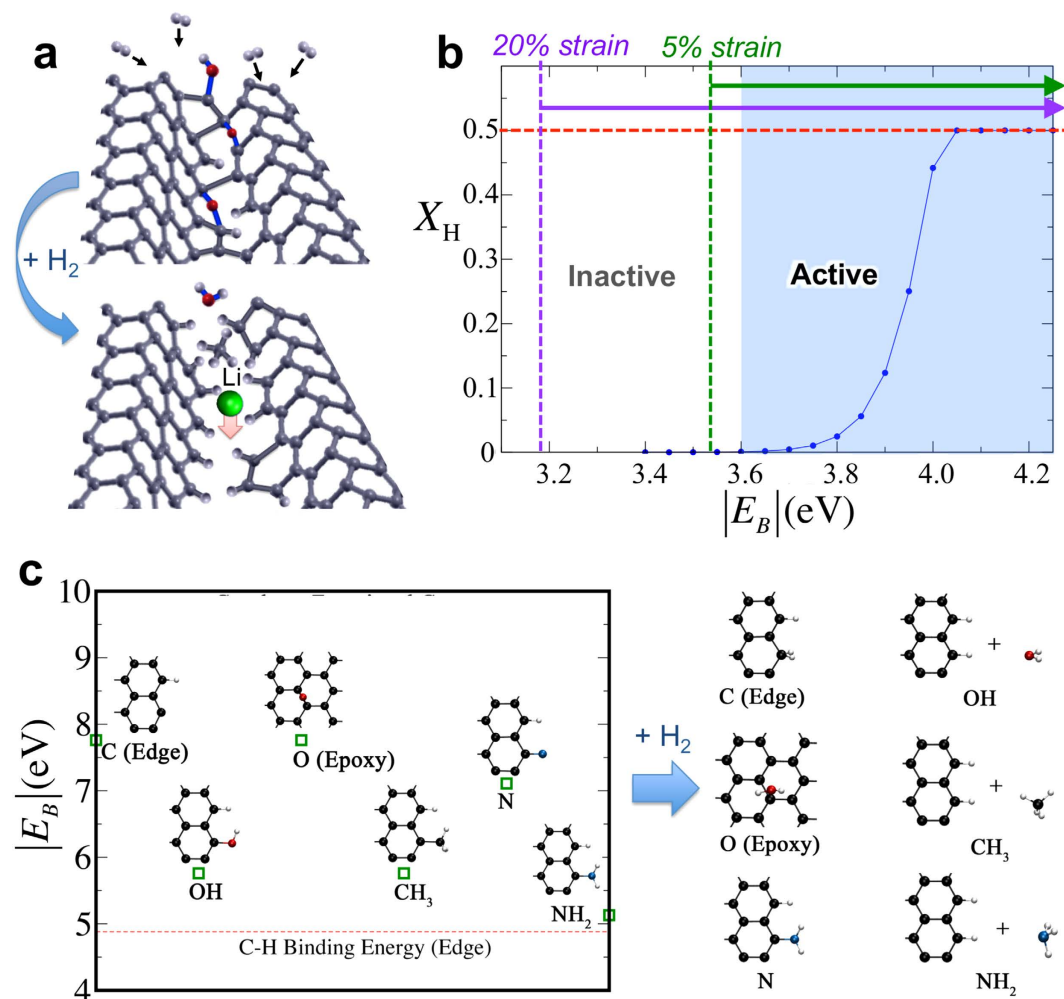 a
+ H2
Li
b
20% strain
5% strain
0.5
0.4
XH
0.3
0.2
0.1
0
Inactive
Active
3.2
3.4
3.6
3.8
4.0
4.2
|EB|(eV)
c
10
9
8
7
6
5
4
|EB|(eV)
C (Edge)
O (Epoxy)
N
OH
CH3
NH2
C-H Binding Energy (Edge)
+ H2
C (Edge)
+
OH
O (Epoxy)
+
CH3
N
+
NH2